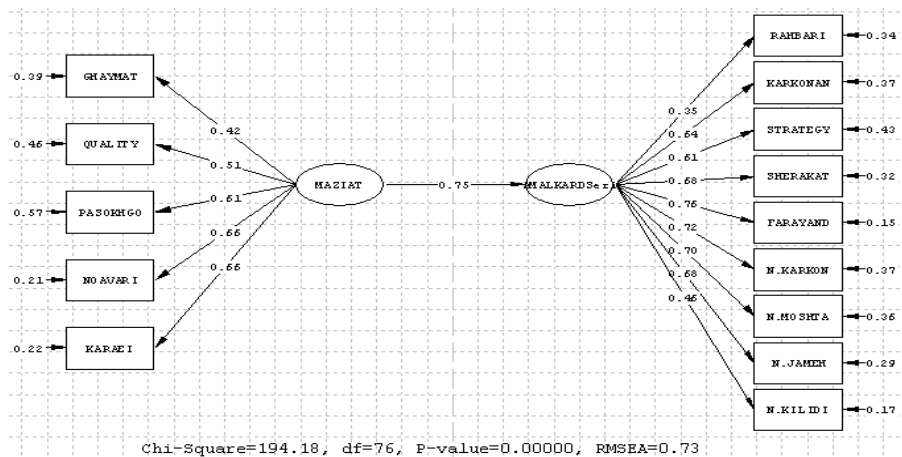 0.39 GHAYMAT
0.46 QUALITY
0.57 PASOKHGO
0.21 NOAVARI
0.22 KARAEI
0.42
0.51
0.61
0.66
0.66
MAZIAT
0.75
0.35
0.64
0.61
0.68
0.76
0.72
0.70
0.68
0.46
RAHBARI 0.34
KARKONAN 0.37
STRATEGY 0.43
SHERAKAT 0.32
FARAYAND 0.15
N.KARKON 0.37
N.MOSHTA 0.36
N.JAMEH 0.29
N.KILIDI 0.17
Chi-Square=194.18, df=76, P-value=0.00000, RMSEA=0.73